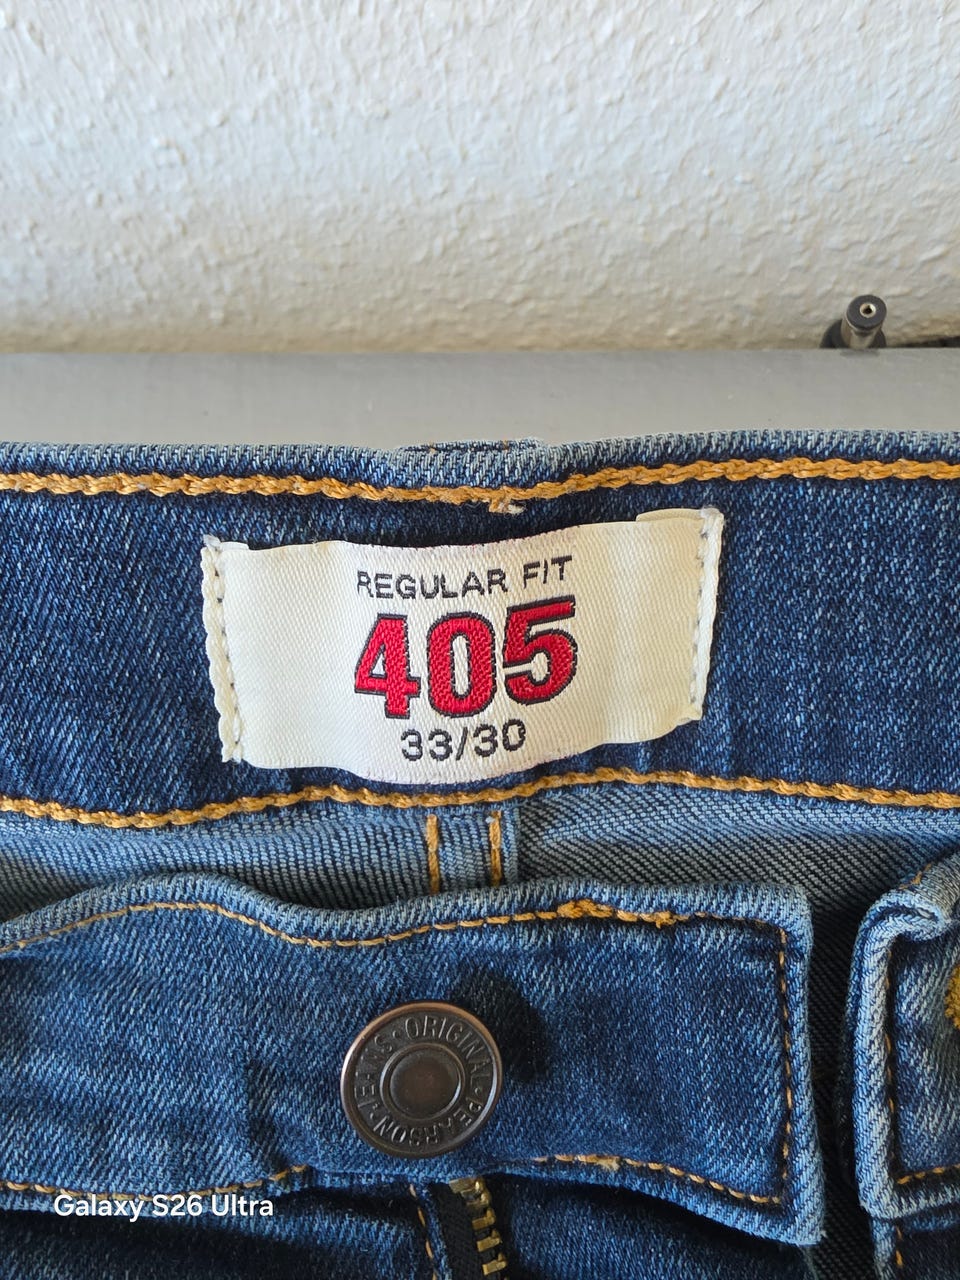 REGULAR FIT
405
33/30
ORIGINAL
PEARSON
JEANS
Galaxy S26 Ultra